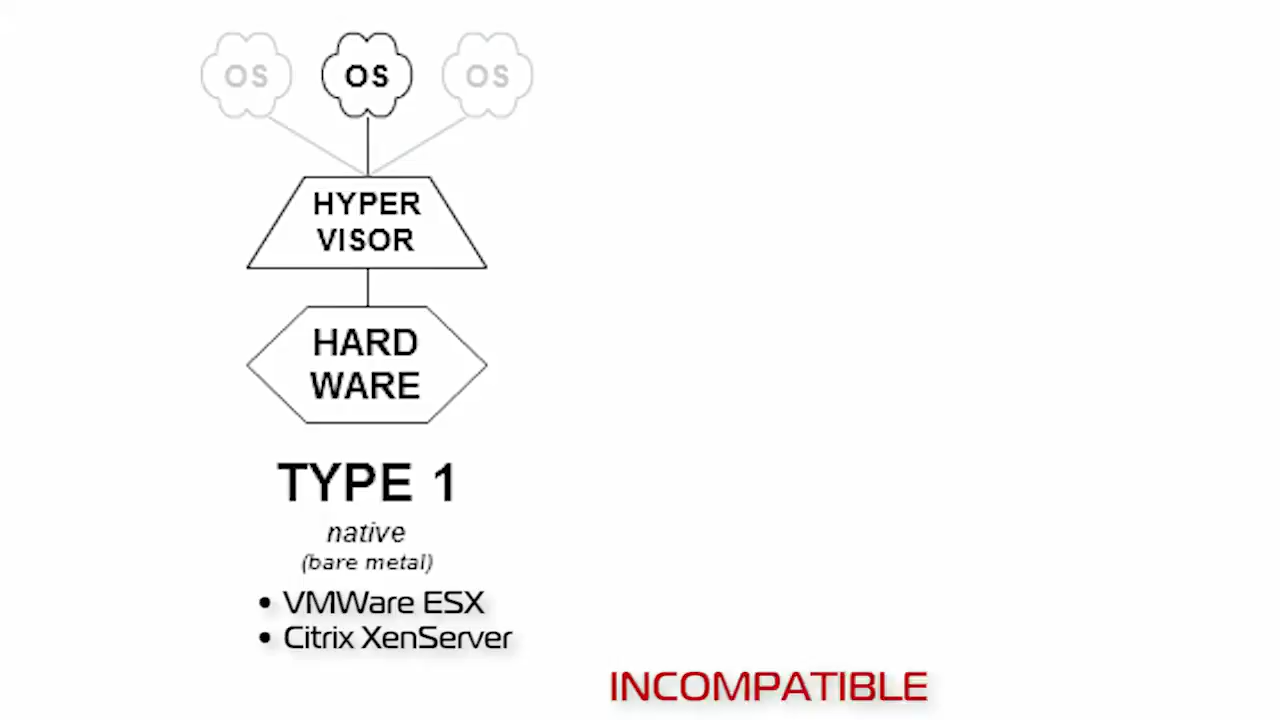 OS OS OS
HYPER
VISOR
HARD
WARE
TYPE 1
native
(bare metal)
• VMWare ESX
• Citrix XenServer
INCOMPATIBLE